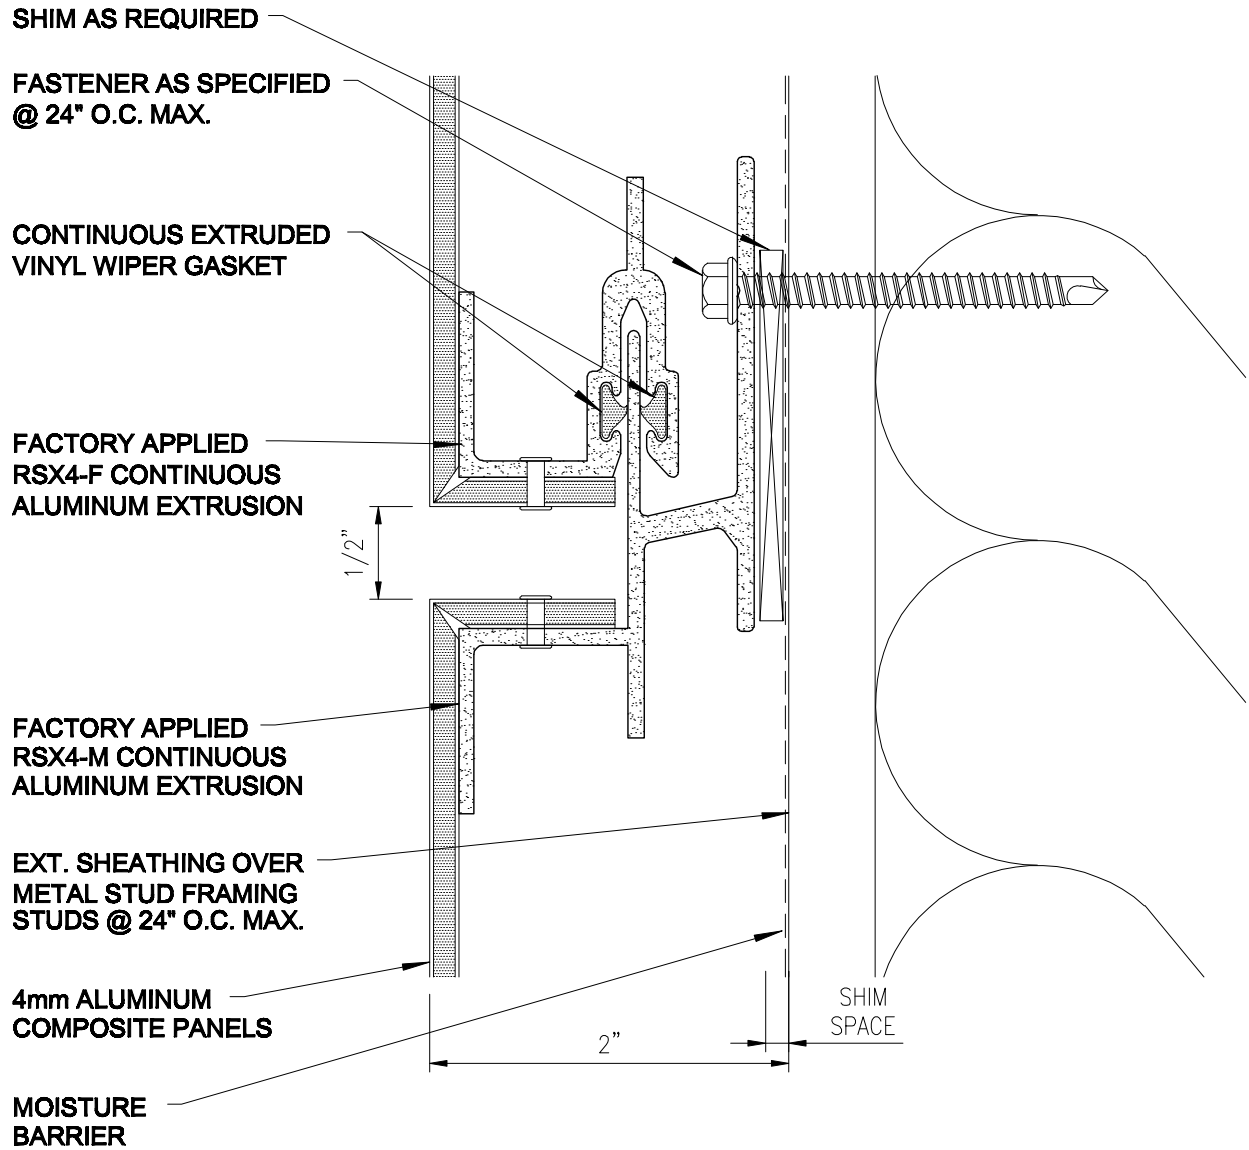 SHIM AS REQUIRED
FASTENER AS SPECIFIED
@ 24" O.C. MAX.
CONTINUOUS EXTRUDED
VINYL WIPER GASKET
FACTORY APPLIED
RSX4-F CONTINUOUS
ALUMINUM EXTRUSION
1/2"
FACTORY APPLIED
RSX4-M CONTINUOUS
ALUMINUM EXTRUSION
EXT. SHEATHING OVER
METAL STUD FRAMING
STUDS @ 24" O.C. MAX.
4mm ALUMINUM
COMPOSITE PANELS
SHIM
SPACE
2"
MOISTURE
BARRIER